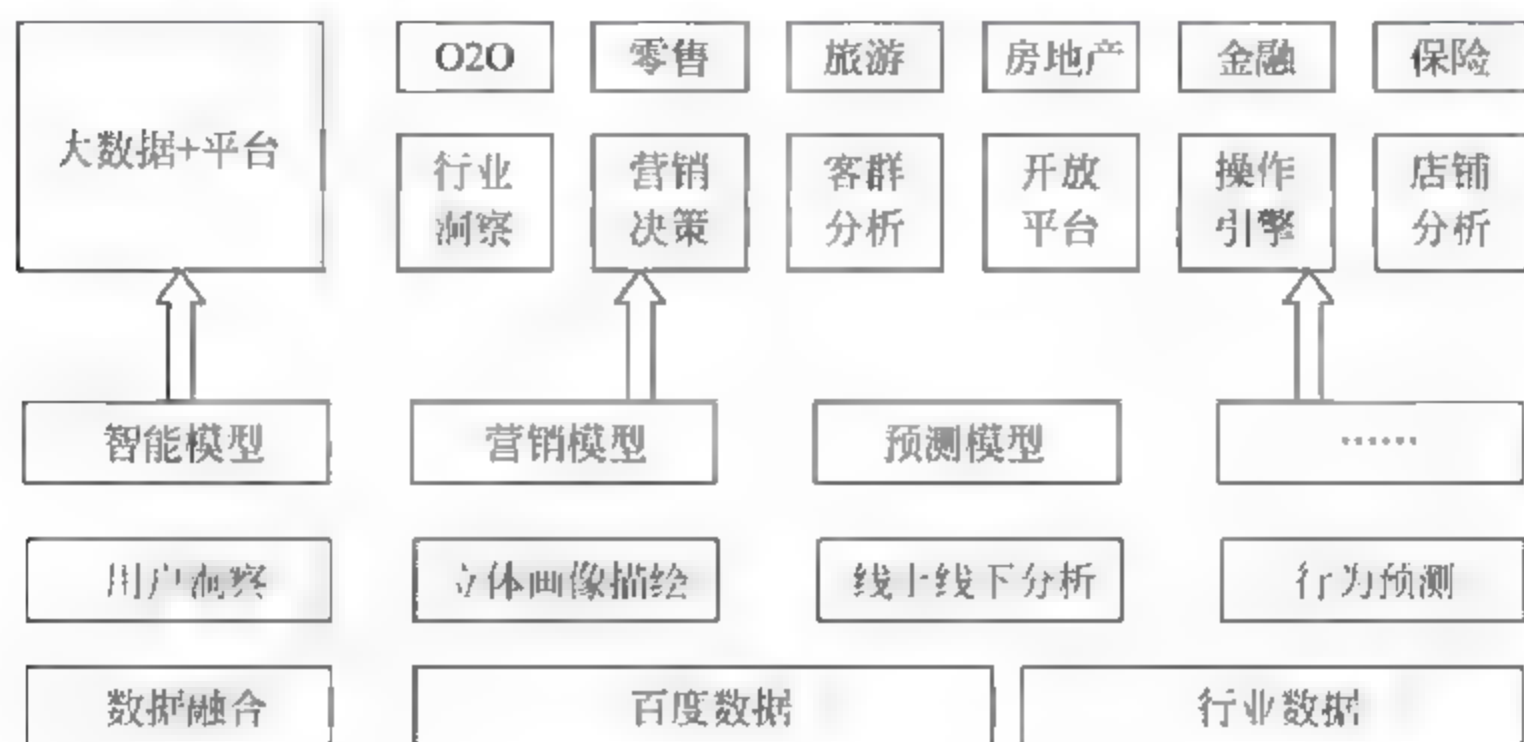 大数据+平台
O2O 零售 旅游 房地产 金融 保险
行业 营销 客群 开放 操作 店铺
洞察 决策 分析 平台 引擎 分析
智能模型 营销模型 预测模型 ……
用户洞察 立体画像描绘 线上线下分析 行为预测
数据融合 百度数据 行业数据